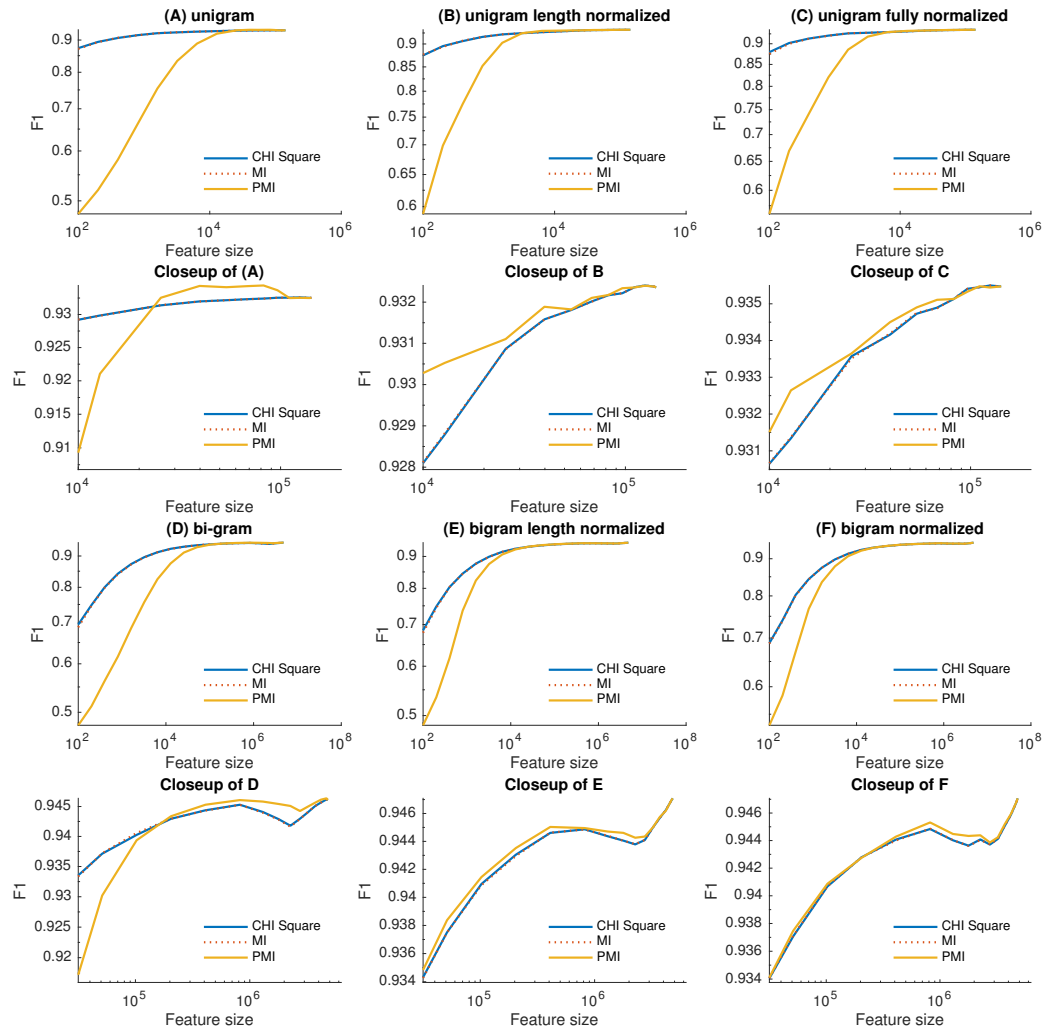 (A) unigram
F1
0.9
0.8
0.7
0.6
0.5
CHI Square
MI
PMI
10^2
10^4
10^6
Feature size
(B) unigram length normalized
F1
0.9
0.85
0.8
0.75
0.7
0.65
0.6
CHI Square
MI
PMI
10^2
10^4
10^6
Feature size
(C) unigram fully normalized
F1
0.9
0.85
0.8
0.75
0.7
0.65
0.6
CHI Square
MI
PMI
10^2
10^4
10^6
Feature size
Closeup of (A)
F1
0.93
0.925
0.92
0.915
0.91
CHI Square
MI
PMI
10^4
10^5
Feature size
Closeup of B
F1
0.932
0.931
0.93
0.929
0.928
CHI Square
MI
PMI
10^4
10^5
Feature size
Closeup of C
F1
0.935
0.934
0.933
0.932
0.931
CHI Square
MI
PMI
10^4
10^5
Feature size
(D) bi-gram
F1
0.9
0.8
0.7
0.6
0.5
CHI Square
MI
PMI
10^2
10^4
10^6
10^8
Feature size
(E) bigram length normalized
F1
0.9
0.8
0.7
0.6
0.5
CHI Square
MI
PMI
10^2
10^4
10^6
10^8
Feature size
(F) bigram normalized
F1
0.9
0.8
0.7
0.6
CHI Square
MI
PMI
10^2
10^4
10^6
10^8
Feature size
Closeup of D
F1
0.945
0.94
0.935
0.93
0.925
0.92
CHI Square
MI
PMI
10^5
10^6
Feature size
Closeup of E
F1
0.946
0.944
0.942
0.94
0.938
0.936
0.934
CHI Square
MI
PMI
10^5
10^6
Feature size
Closeup of F
F1
0.946
0.944
0.942
0.94
0.938
0.936
0.934
CHI Square
MI
PMI
10^5
10^6
Feature size